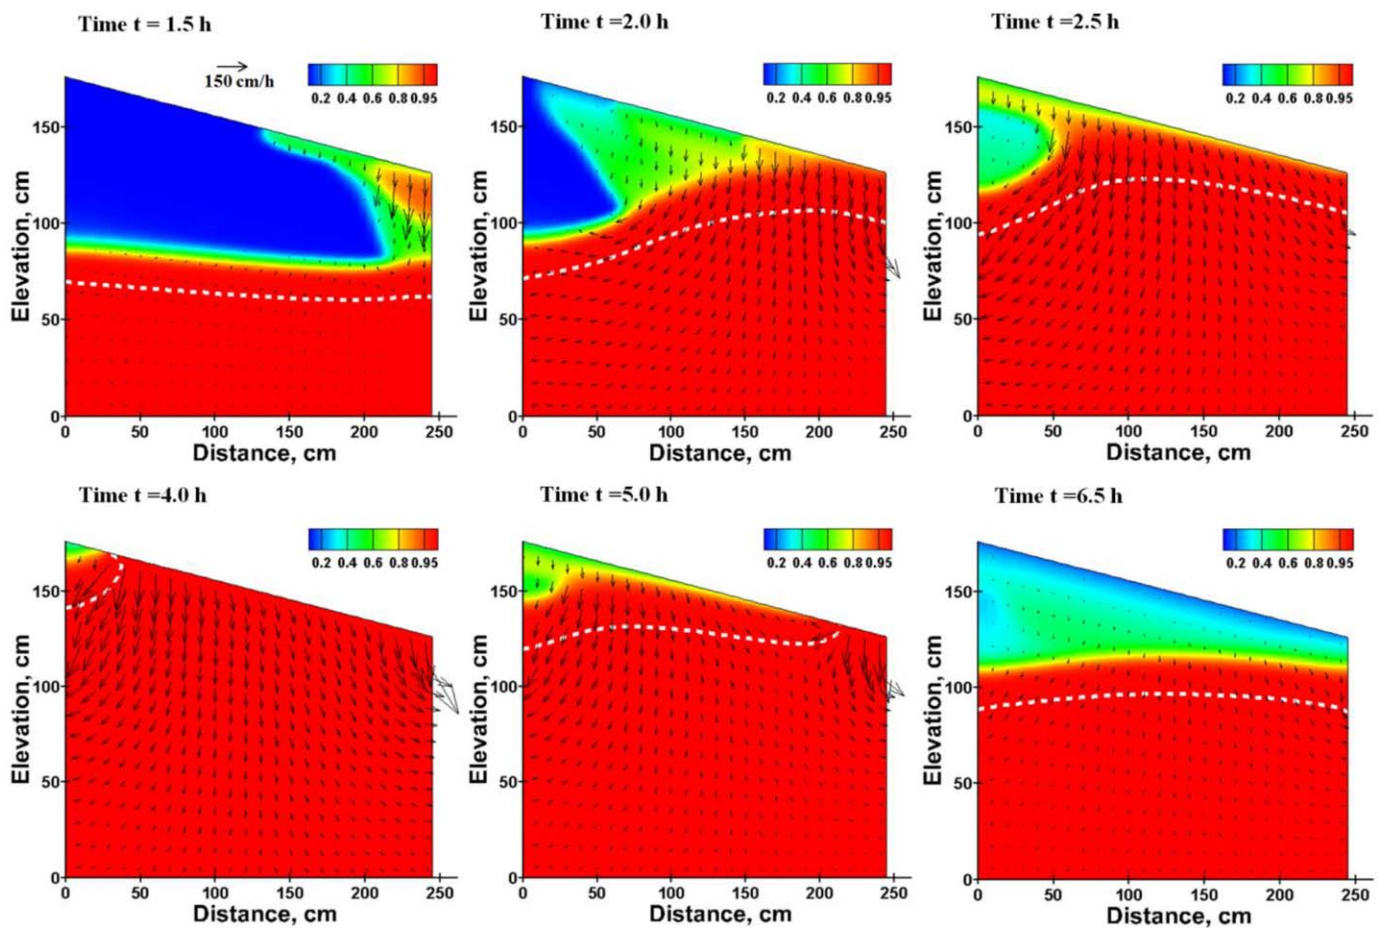 Time t = 1.5 h
150 cm/h
0.2 0.4 0.6 0.8 0.95
Elevation, cm
150
100
50
0
0 50 100 150 200 250
Distance, cm
Time t =2.0 h
0.2 0.4 0.6 0.8 0.95
Elevation, cm
150
100
50
0
0 50 100 150 200 250
Distance, cm
Time t =2.5 h
0.2 0.4 0.6 0.8 0.95
Elevation, cm
150
100
50
0
0 50 100 150 200 250
Distance, cm
Time t =4.0 h
0.2 0.4 0.6 0.8 0.95
Elevation, cm
150
100
50
0
0 50 100 150 200 250
Distance, cm
Time t =5.0 h
0.2 0.4 0.6 0.8 0.95
Elevation, cm
150
100
50
0
0 50 100 150 200 250
Distance, cm
Time t =6.5 h
0.2 0.4 0.6 0.8 0.95
Elevation, cm
150
100
50
0
0 50 100 150 200 250
Distance, cm